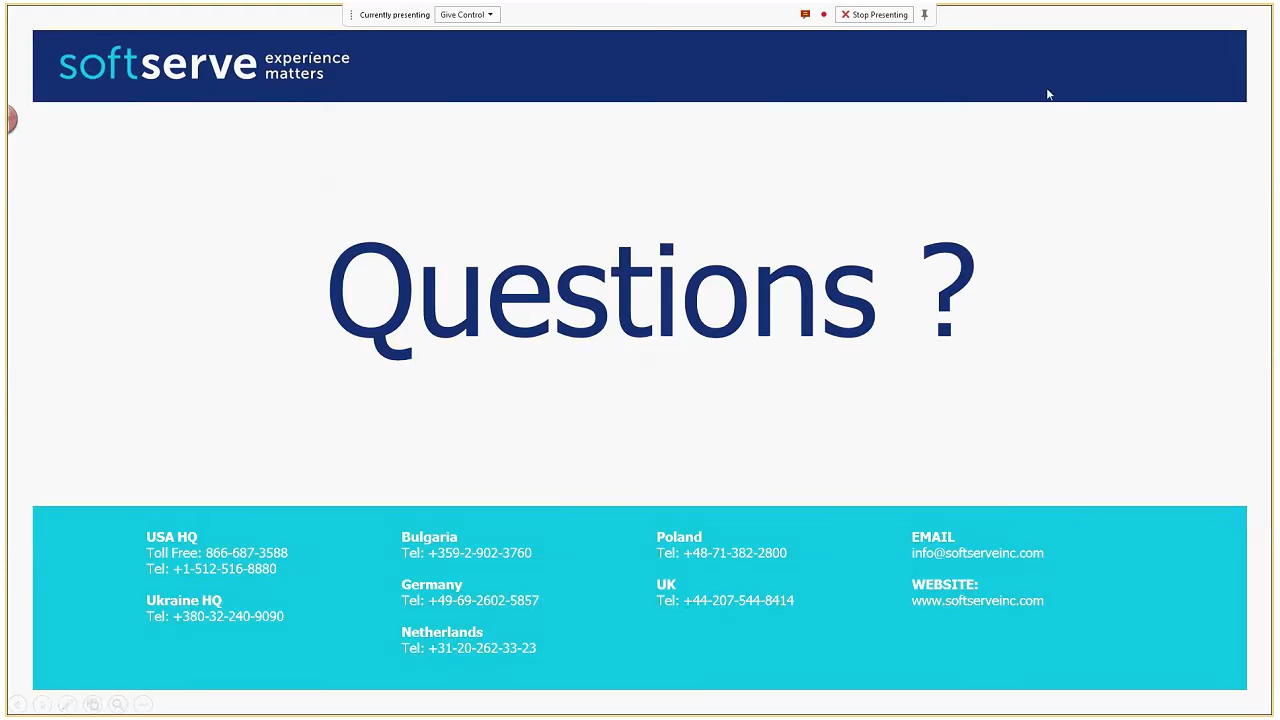 Currently presenting Give Control Stop Presenting
softserve experience
matters
Questions ?
USA HQ
Toll Free: 866-687-3588
Tel: +1-512-516-8880
Ukraine HQ
Tel: +380-32-240-9090
Bulgaria
Tel: +359-2-902-3760
Germany
Tel: +49-69-2602-5857
Netherlands
Tel: +31-20-262-33-23
Poland
Tel: +48-71-382-2800
UK
Tel: +44-207-544-8414
EMAIL
info@softserveinc.com
WEBSITE:
www.softserveinc.com